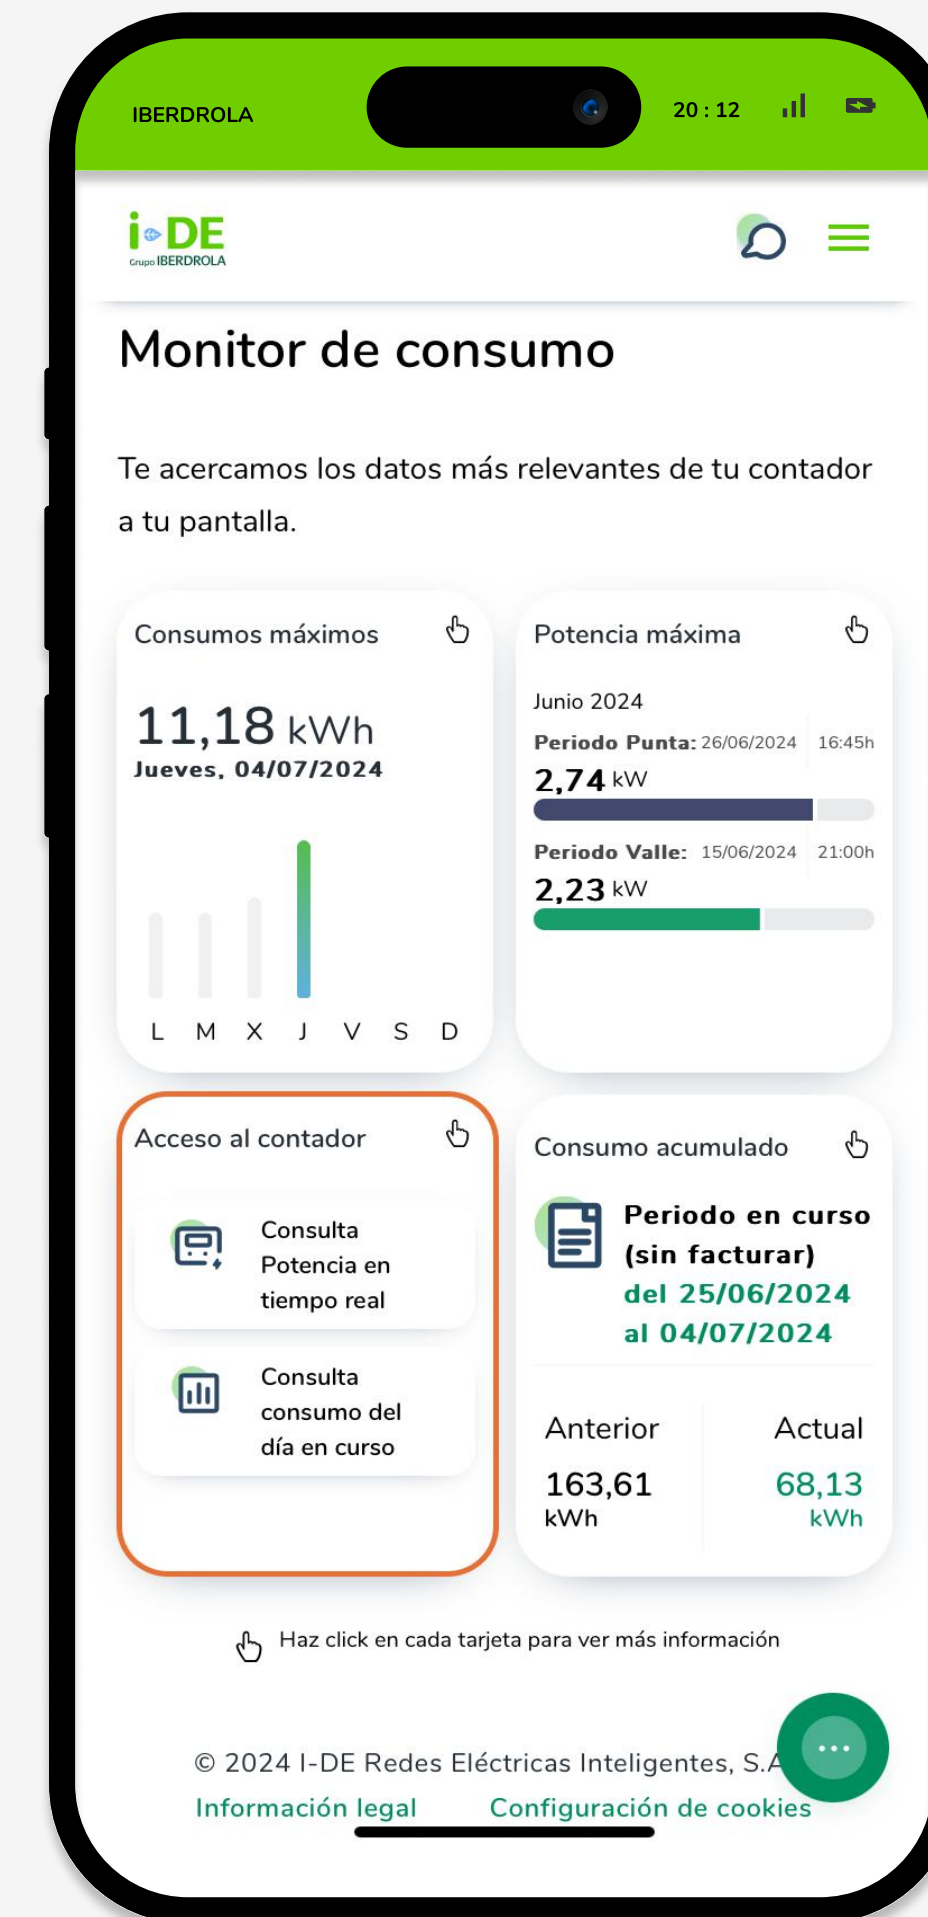 IBERDROLA
20 : 12
i DE
Grupo IBERDROLA
Monitor de consumo
Te acercamos los datos más relevantes de tu contador
a tu pantalla.
Consumos máximos
11,18 kWh
Jueves, 04/07/2024
L M X J V S D
Potencia máxima
Junio 2024
Periodo Punta: 26/06/2024 16:45h
2,74 kW
Periodo Valle: 15/06/2024 21:00h
2,23 kW
Acceso al contador
Consulta
Potencia en
tiempo real
Consulta
consumo del
día en curso
Consumo acumulado
Periodo en curso
(sin facturar)
del 25/06/2024
al 04/07/2024
Anterior Actual
163,61 68,13
kWh kWh
Haz click en cada tarjeta para ver más información
© 2024 I-DE Redes Eléctricas Inteligentes, S.A
Información legal Configuración de cookies